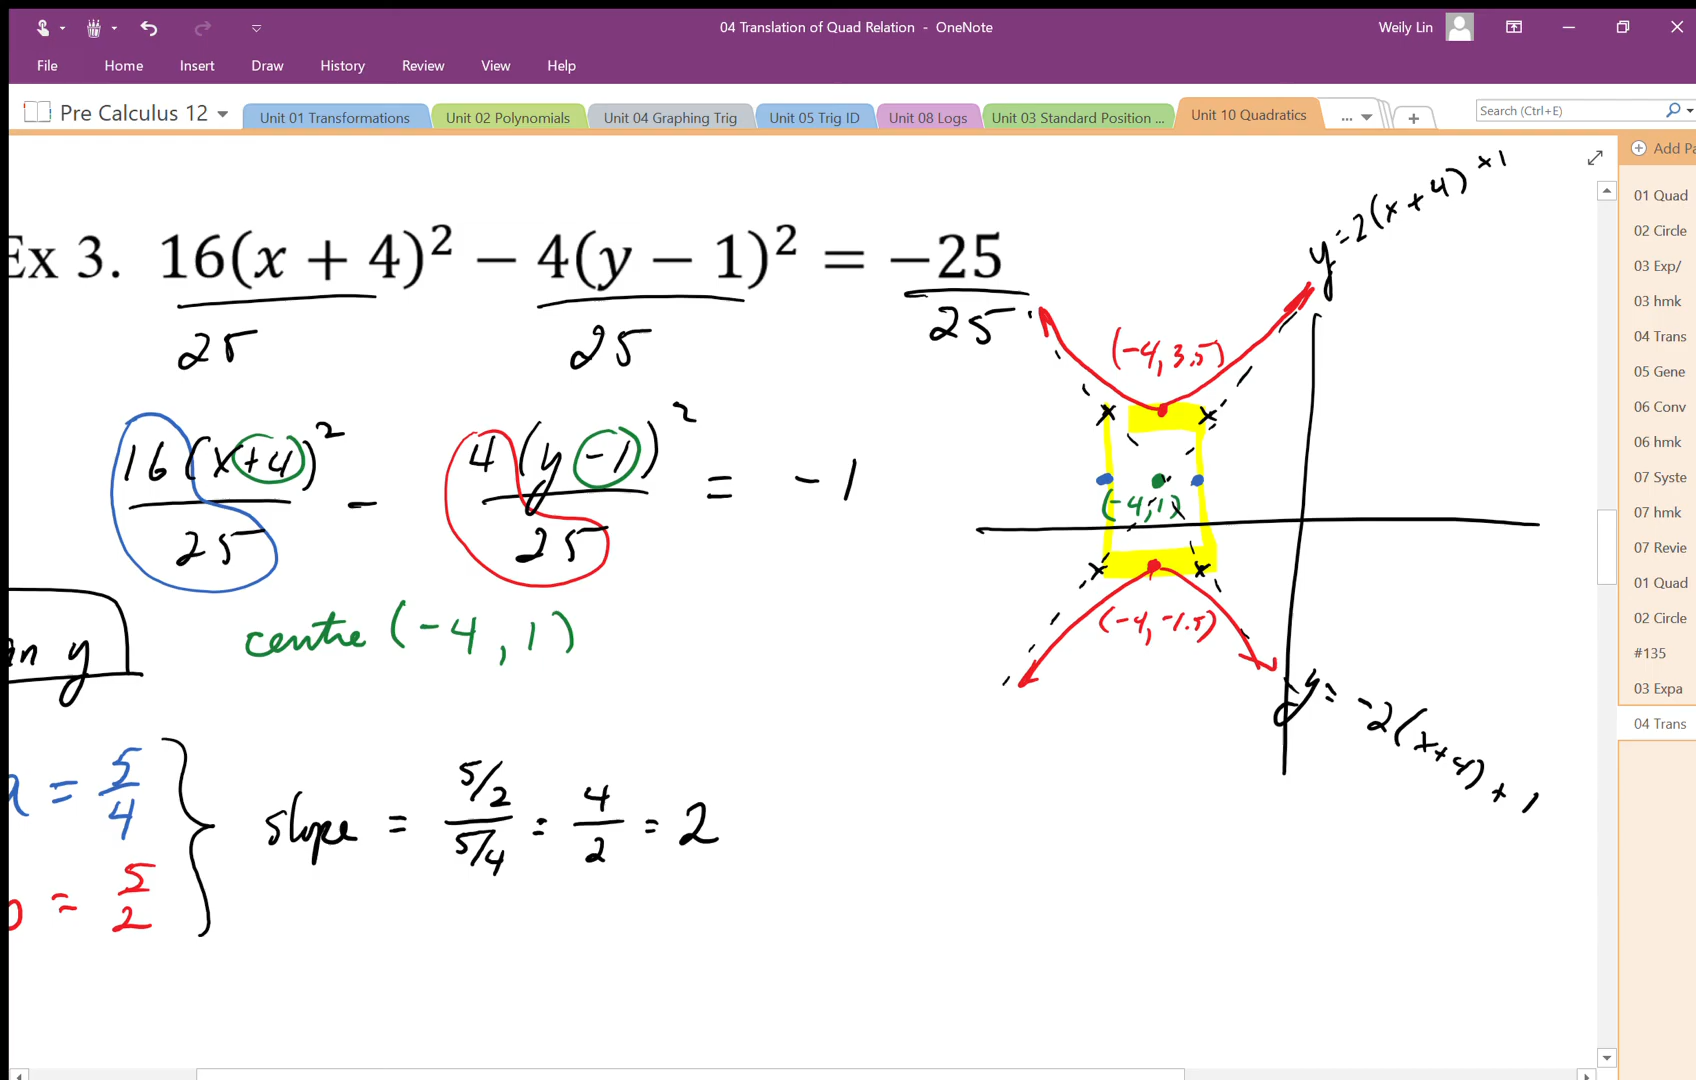 04 Translation of Quad Relation - OneNote
Weily Lin
File Home Insert Draw History Review View Help
Pre Calculus 12
Unit 01 Transformations
Unit 02 Polynomials
Unit 04 Graphing Trig
Unit 05 Trig ID
Unit 08 Logs
Unit 03 Standard Position ...
Unit 10 Quadratics
...
Search (Ctrl+E)
Add Pa
01 Quad
02 Circle
03 Exp/
03 hmk
04 Trans
05 Gene
06 Conv
06 hmk
07 Syste
07 hmk
07 Revie
01 Quad
02 Circle
#135
03 Expa
04 Trans
Ex 3. 16(x + 4)² − 4(y − 1)² = −25
25 25 25
16(x+4)²/25 − 4(y−1)²/25 = −1
centre (−4, 1)
in y
a = 5/4
b = 5/2
slope = (5/2)/(5/4) = 4/2 = 2
y=2(x+4)+1
(−4, 3.5)
(−4, 1)
(−4, −1.5)
y= −2(x+4)+1